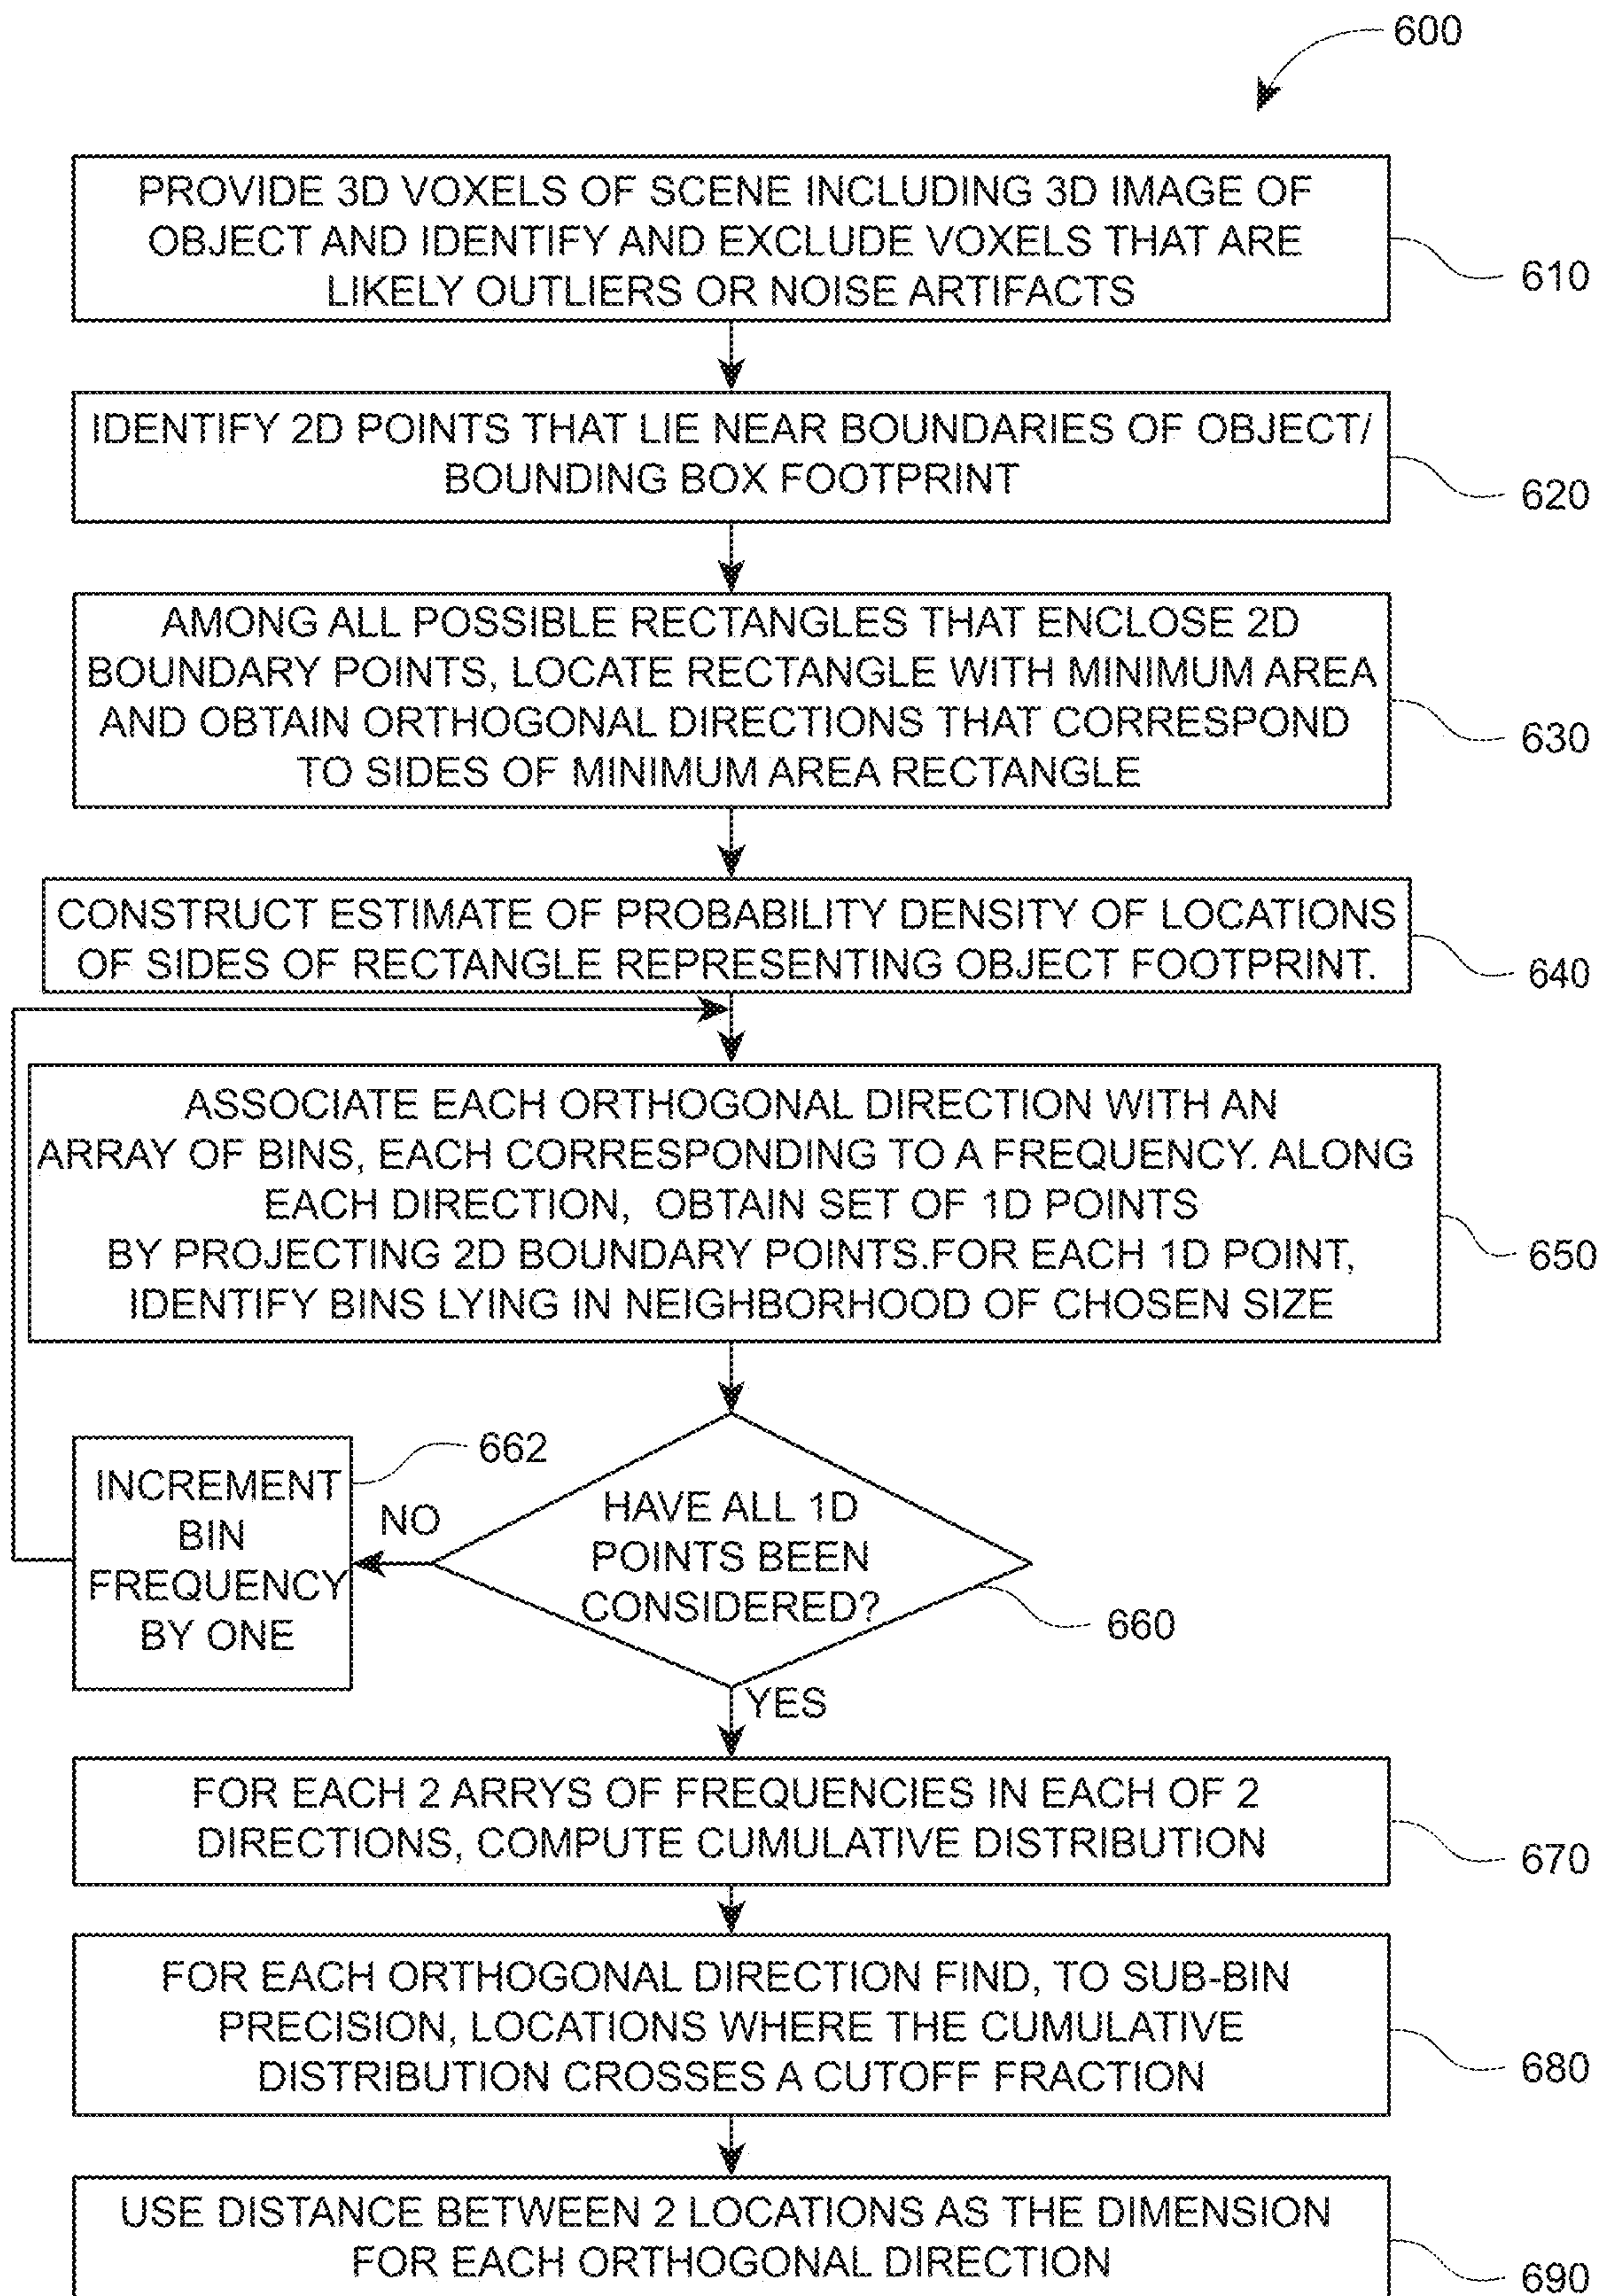 600
PROVIDE 3D VOXELS OF SCENE INCLUDING 3D IMAGE OF
OBJECT AND IDENTIFY AND EXCLUDE VOXELS THAT ARE
LIKELY OUTLIERS OR NOISE ARTIFACTS
610
IDENTIFY 2D POINTS THAT LIE NEAR BOUNDARIES OF OBJECT/
BOUNDING BOX FOOTPRINT
620
AMONG ALL POSSIBLE RECTANGLES THAT ENCLOSE 2D
BOUNDARY POINTS, LOCATE RECTANGLE WITH MINIMUM AREA
AND OBTAIN ORTHOGONAL DIRECTIONS THAT CORRESPOND
TO SIDES OF MINIMUM AREA RECTANGLE
630
CONSTRUCT ESTIMATE OF PROBABILITY DENSITY OF LOCATIONS
OF SIDES OF RECTANGLE REPRESENTING OBJECT FOOTPRINT.
640
ASSOCIATE EACH ORTHOGONAL DIRECTION WITH AN
ARRAY OF BINS, EACH CORRESPONDING TO A FREQUENCY. ALONG
EACH DIRECTION, OBTAIN SET OF 1D POINTS
BY PROJECTING 2D BOUNDARY POINTS.FOR EACH 1D POINT,
IDENTIFY BINS LYING IN NEIGHBORHOOD OF CHOSEN SIZE
650
INCREMENT
BIN
FREQUENCY
BY ONE
662
NO
HAVE ALL 1D
POINTS BEEN
CONSIDERED?
660
YES
FOR EACH 2 ARRYS OF FREQUENCIES IN EACH OF 2
DIRECTIONS, COMPUTE CUMULATIVE DISTRIBUTION
670
FOR EACH ORTHOGONAL DIRECTION FIND, TO SUB-BIN
PRECISION, LOCATIONS WHERE THE CUMULATIVE
DISTRIBUTION CROSSES A CUTOFF FRACTION
680
USE DISTANCE BETWEEN 2 LOCATIONS AS THE DIMENSION
FOR EACH ORTHOGONAL DIRECTION
690